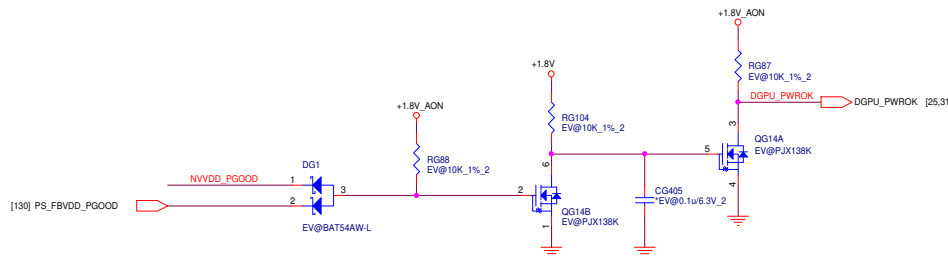 +1.8V_AON
RG87
EV@10K_1%_2
DGPU_PWROK
DGPU_PWROK [25,31
+1.8V
RG104
EV@10K_1%_2
3
QG14A
EV@PJX138K
5
4
+1.8V_AON
RG88
EV@10K_1%_2
6
2
QG14B
EV@PJX138K
1
CG405
*EV@0.1u/6.3V_2
DG1
NVVDD_PGOOD
1
3
[130] PS_FBVDD_PGOOD
2
EV@BAT54AW-L